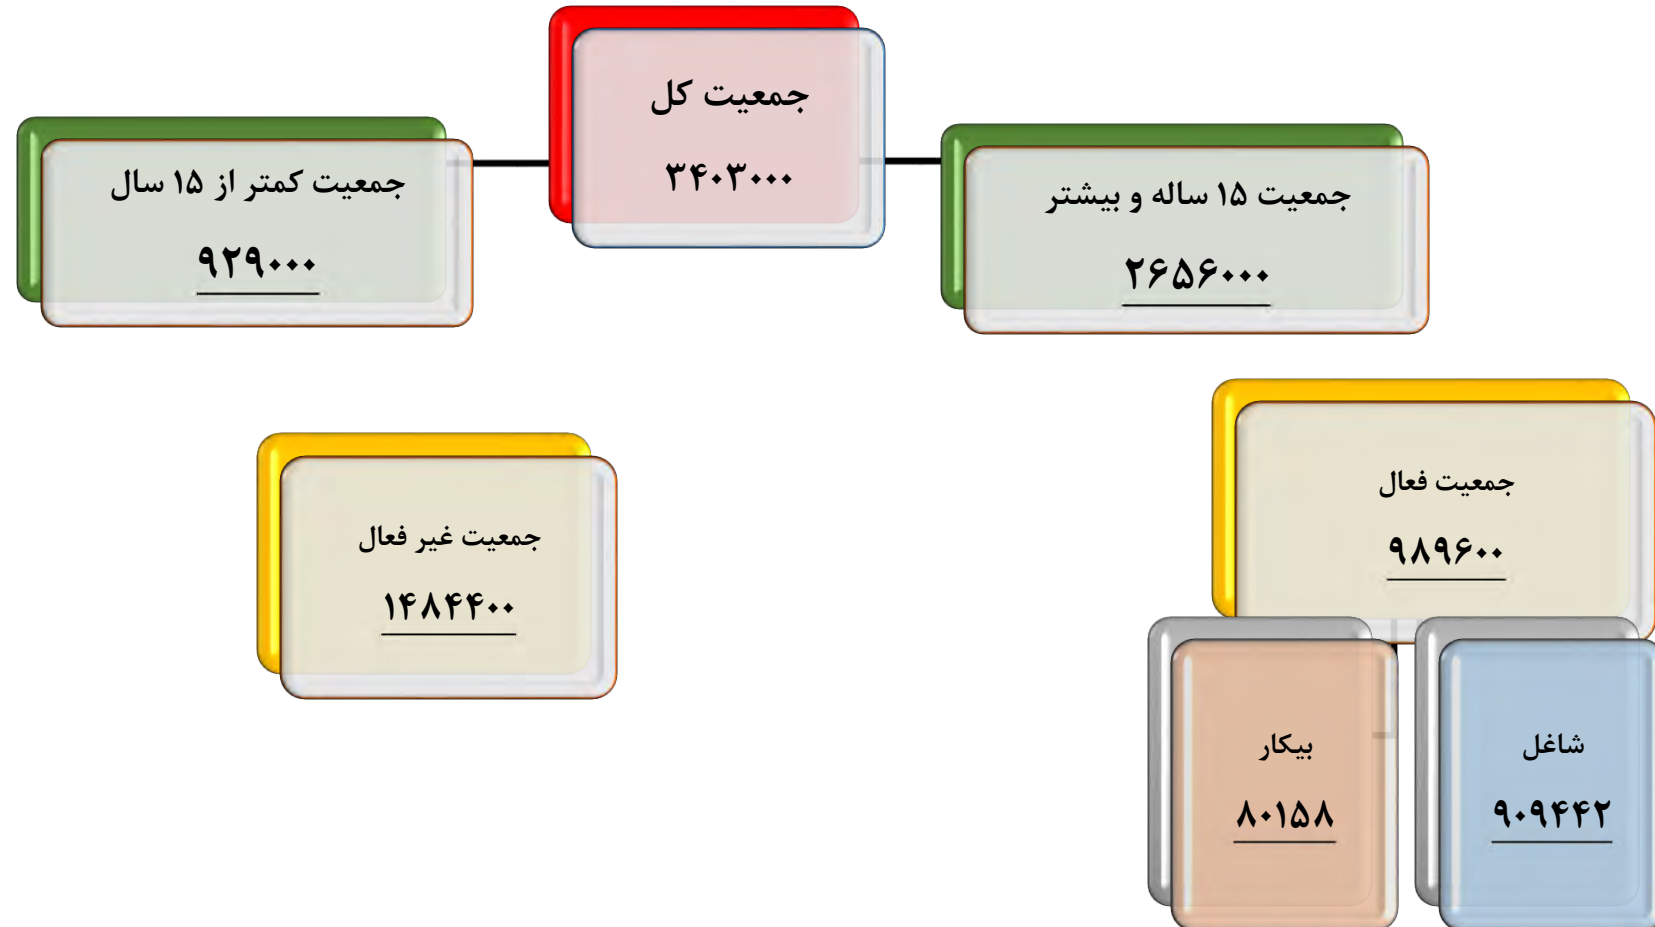 جمعیت کل
۳۴۰۳۰۰۰
جمعیت ۱۵ ساله و بیشتر
۲۶۵۶۰۰۰
جمعیت کمتر از ۱۵ سال
۹۲۹۰۰۰
جمعیت فعال
۹۸۹۶۰۰
جمعیت غیر فعال
۱۴۸۴۴۰۰
شاغل
۹۰۹۴۴۲
بیکار
۸۰۱۵۸